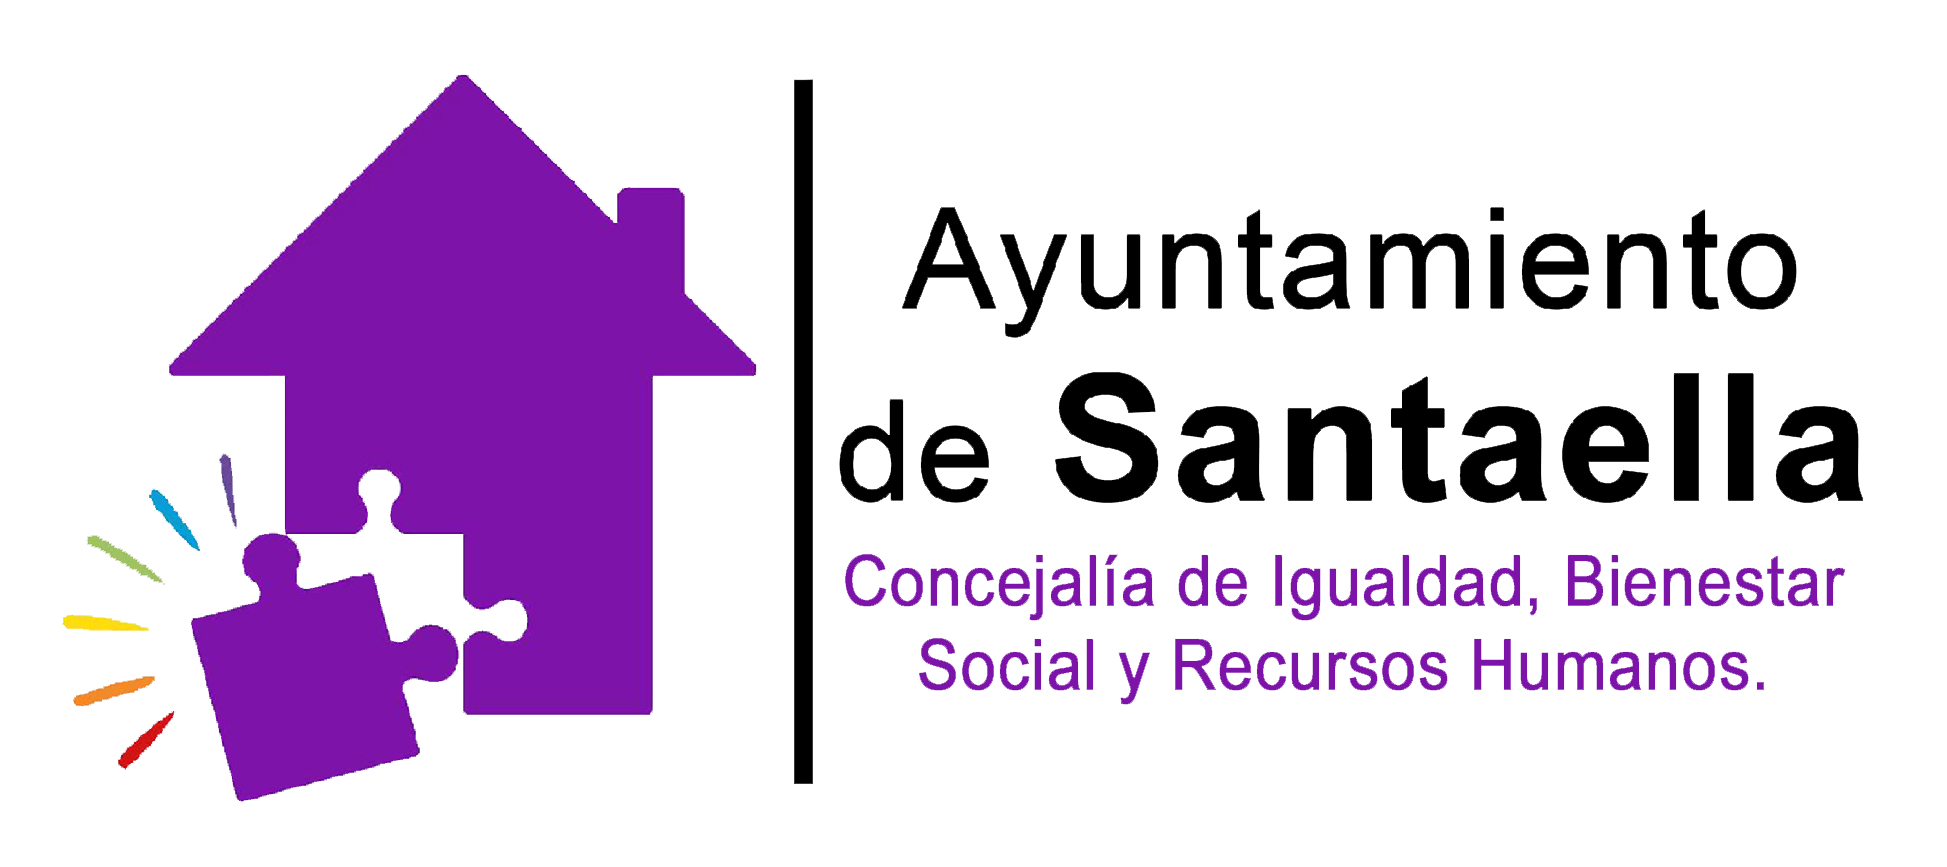 Ayuntamiento
de Santaella
Concejalía de Igualdad, Bienestar
Social y Recursos Humanos.